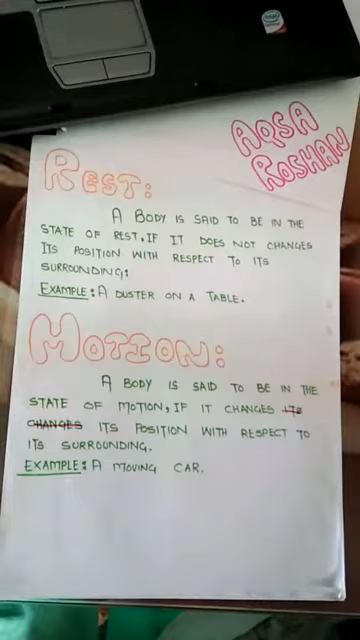 intel
AQSA
ROSHAN
REST:
A BODY IS SAID TO BE IN THE
STATE OF REST, IF IT DOES NOT CHANGES
ITS POSITION WITH RESPECT TO ITS
SURROUNDING:
EXAMPLE: A DUSTER ON A TABLE.
MOTION:
A BODY IS SAID TO BE IN THE
STATE OF MOTION, IF IT CHANGES ITS
CHANGES ITS POSITION WITH RESPECT TO
ITS SURROUNDING.
EXAMPLE: A MOVING CAR.